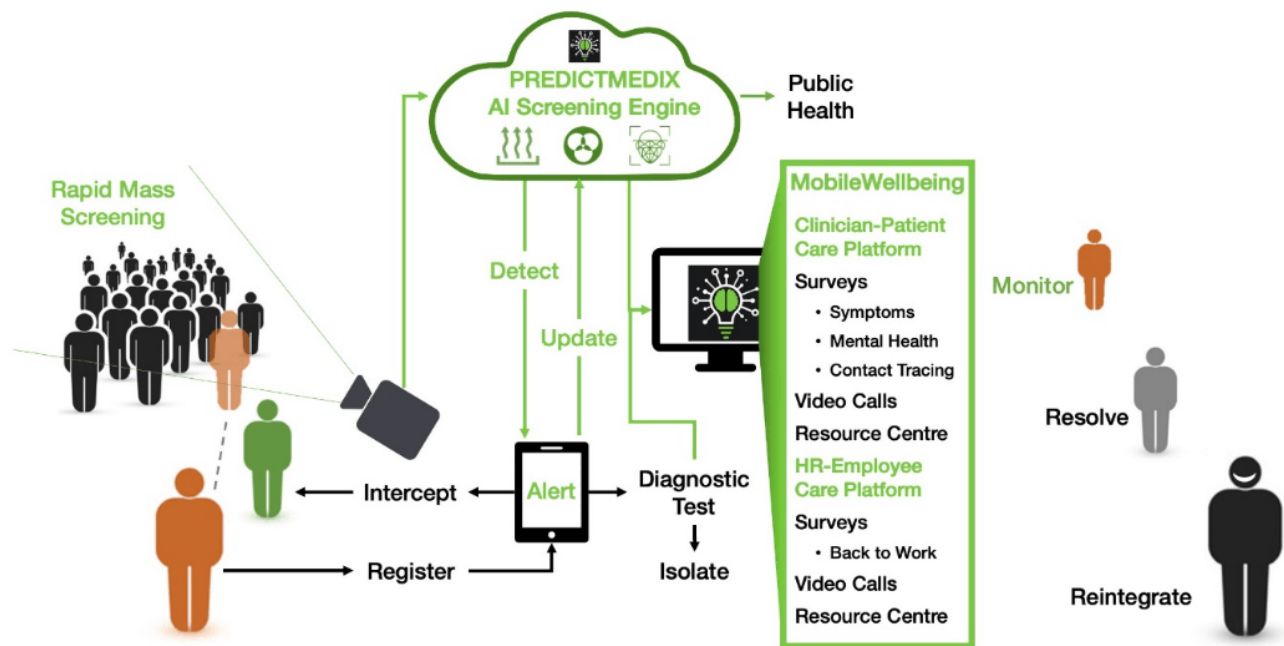 PREDICTMEDIX
AI Screening Engine
Public
Health
Rapid Mass
Screening
Detect
Update
Intercept
Alert
Register
Diagnostic
Test
Isolate
MobileWellbeing
Clinician-Patient
Care Platform
Surveys
• Symptoms
• Mental Health
• Contact Tracing
Video Calls
Resource Centre
HR-Employee
Care Platform
Surveys
• Back to Work
Video Calls
Resource Centre
Monitor
Resolve
Reintegrate